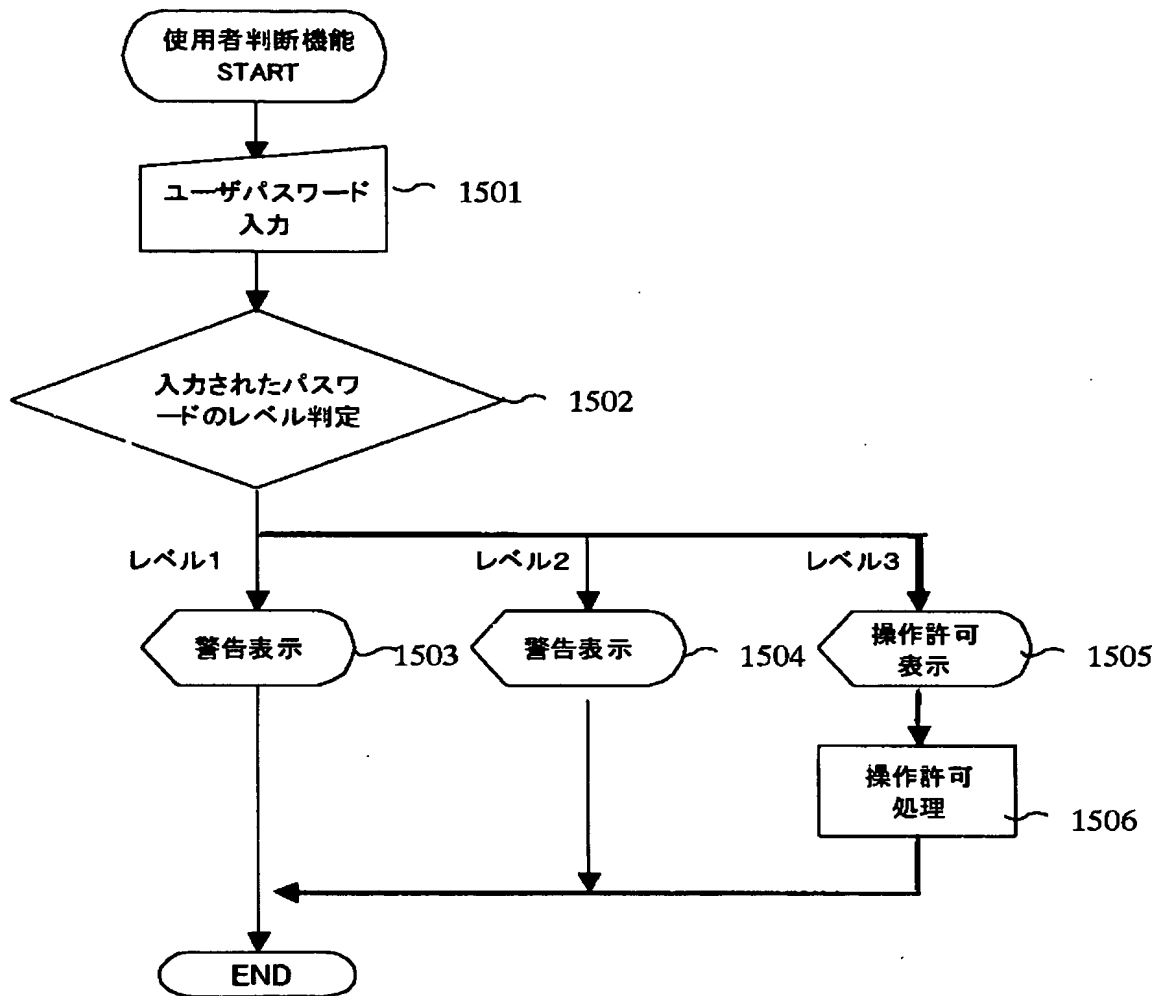 使用者判断機能
START
ユーザパスワード
入力
1501
入力されたパスワ
ードのレベル判定
1502
レベル1
レベル2
レベル3
警告表示
1503
警告表示
1504
操作許可
表示
1505
操作許可
処理
1506
END